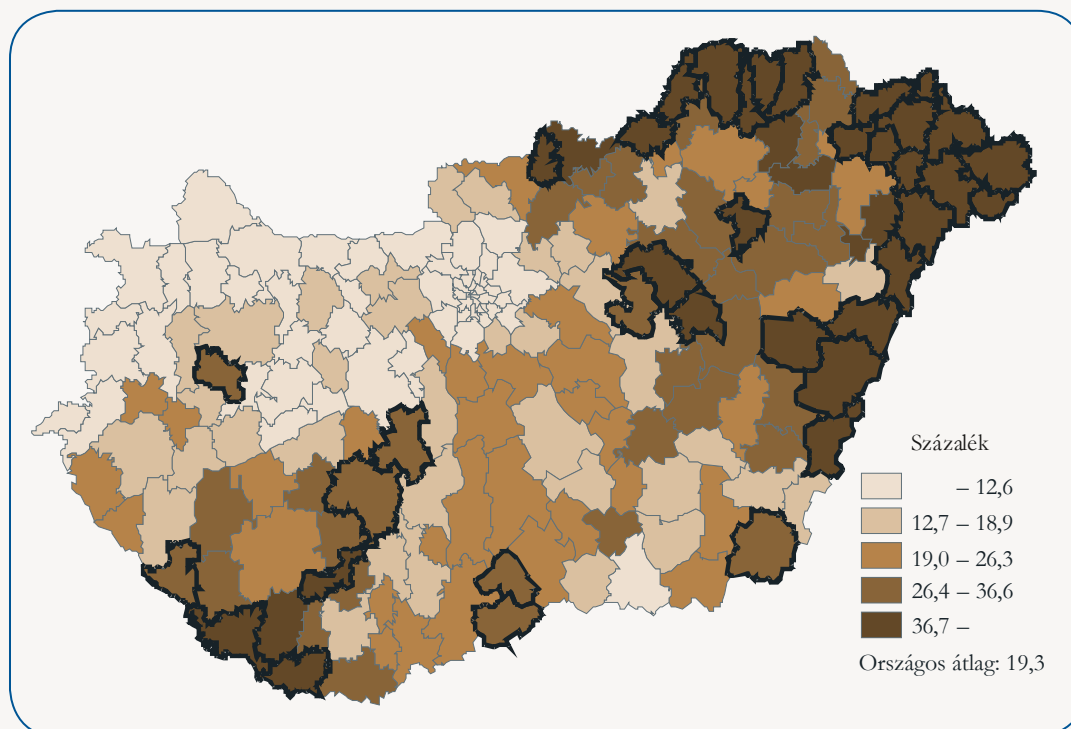 Százalék
– 12,6
12,7 – 18,9
19,0 – 26,3
26,4 – 36,6
36,7 –
Országos átlag: 19,3